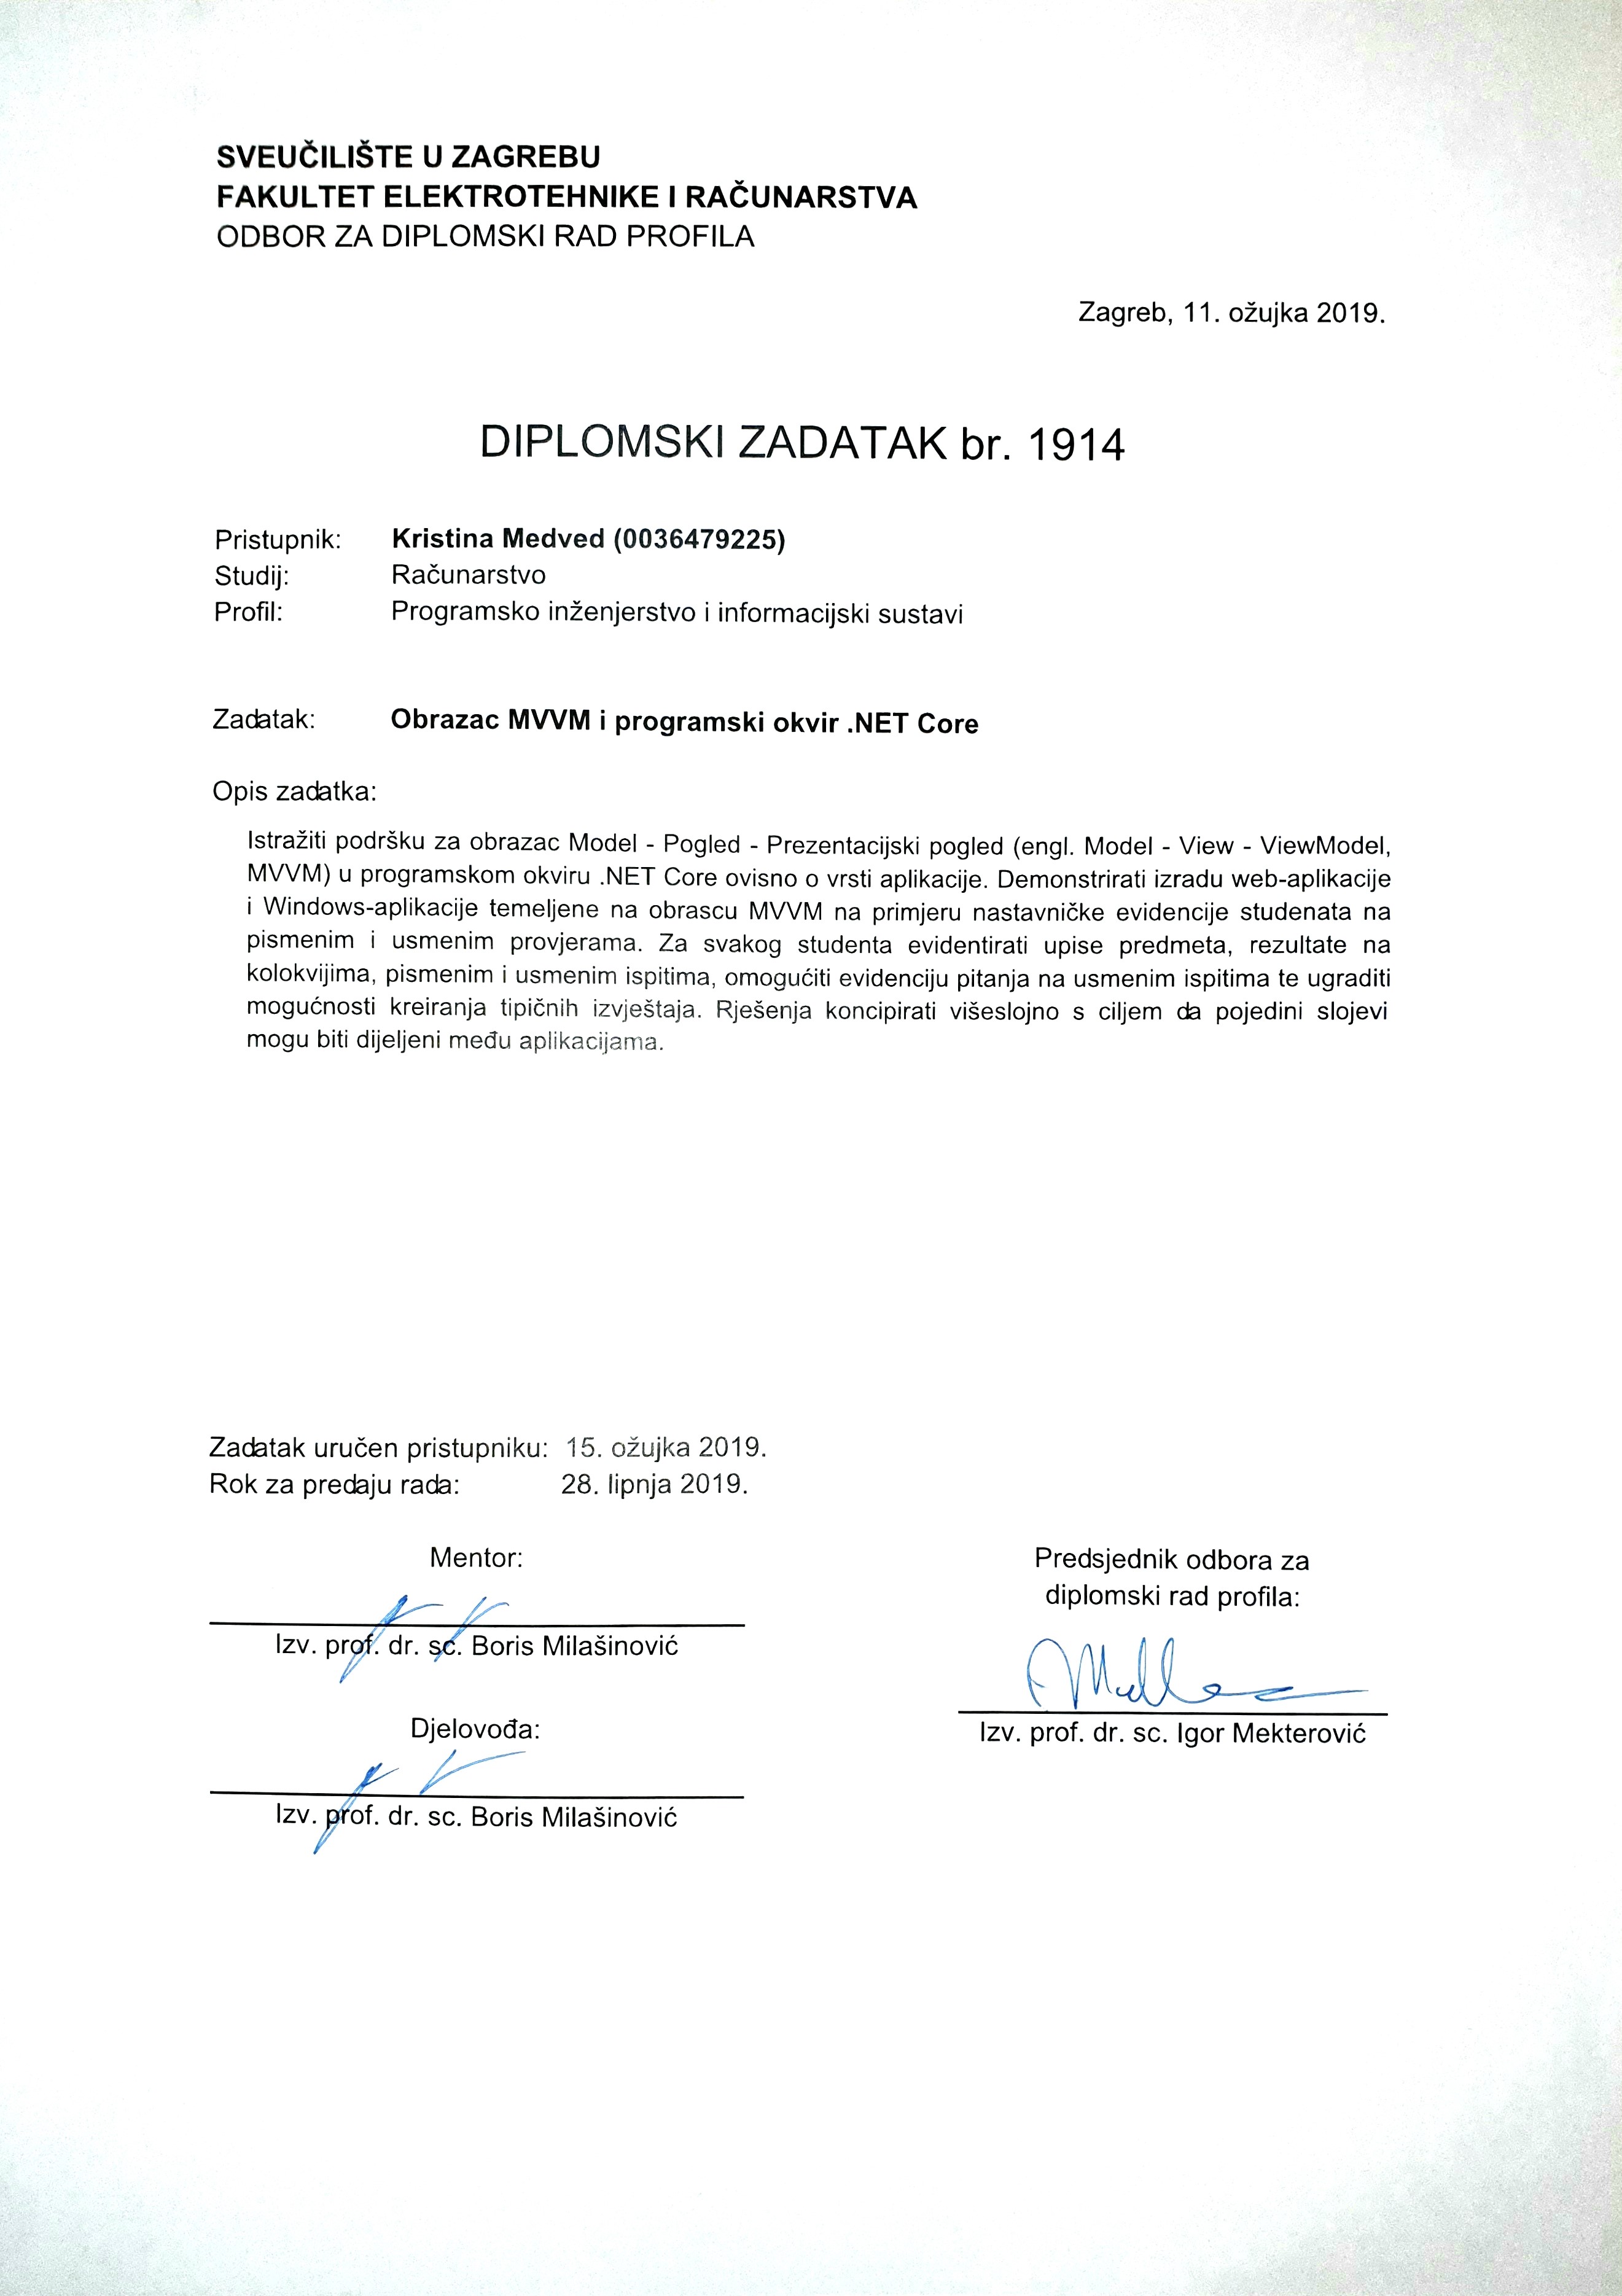 SVEUČILIŠTE U ZAGREBU
FAKULTET ELEKTROTEHNIKE I RAČUNARSTVA
ODBOR ZA DIPLOMSKI RAD PROFILA
Zagreb, 11. ožujka 2019.
DIPLOMSKI ZADATAK br. 1914
Pristupnik: Kristina Medved (0036479225)
Studij: Računarstvo
Profil: Programsko inženjerstvo i informacijski sustavi
Zadatak: Obrazac MVVM i programski okvir .NET Core
Opis zadatka:
Istražiti podršku za obrazac Model - Pogled - Prezentacijski pogled (engl. Model - View - ViewModel,
MVVM) u programskom okviru .NET Core ovisno o vrsti aplikacije. Demonstrirati izradu web-aplikacije
i Windows-aplikacije temeljene na obrascu MVVM na primjeru nastavničke evidencije studenata na
pismenim i usmenim provjerama. Za svakog studenta evidentirati upise predmeta, rezultate na
kolokvijima, pismenim i usmenim ispitima, omogućiti evidenciju pitanja na usmenim ispitima te ugraditi
mogućnosti kreiranja tipičnih izvještaja. Rješenja koncipirati višeslojno s ciljem da pojedini slojevi
mogu biti dijeljeni među aplikacijama.
Zadatak uručen pristupniku: 15. ožujka 2019.
Rok za predaju rada: 28. lipnja 2019.
Mentor:
Izv. prof. dr. sc. Boris Milašinović
Djelovođa:
Izv. prof. dr. sc. Boris Milašinović
Predsjednik odbora za
diplomski rad profila:
Izv. prof. dr. sc. Igor Mekterović